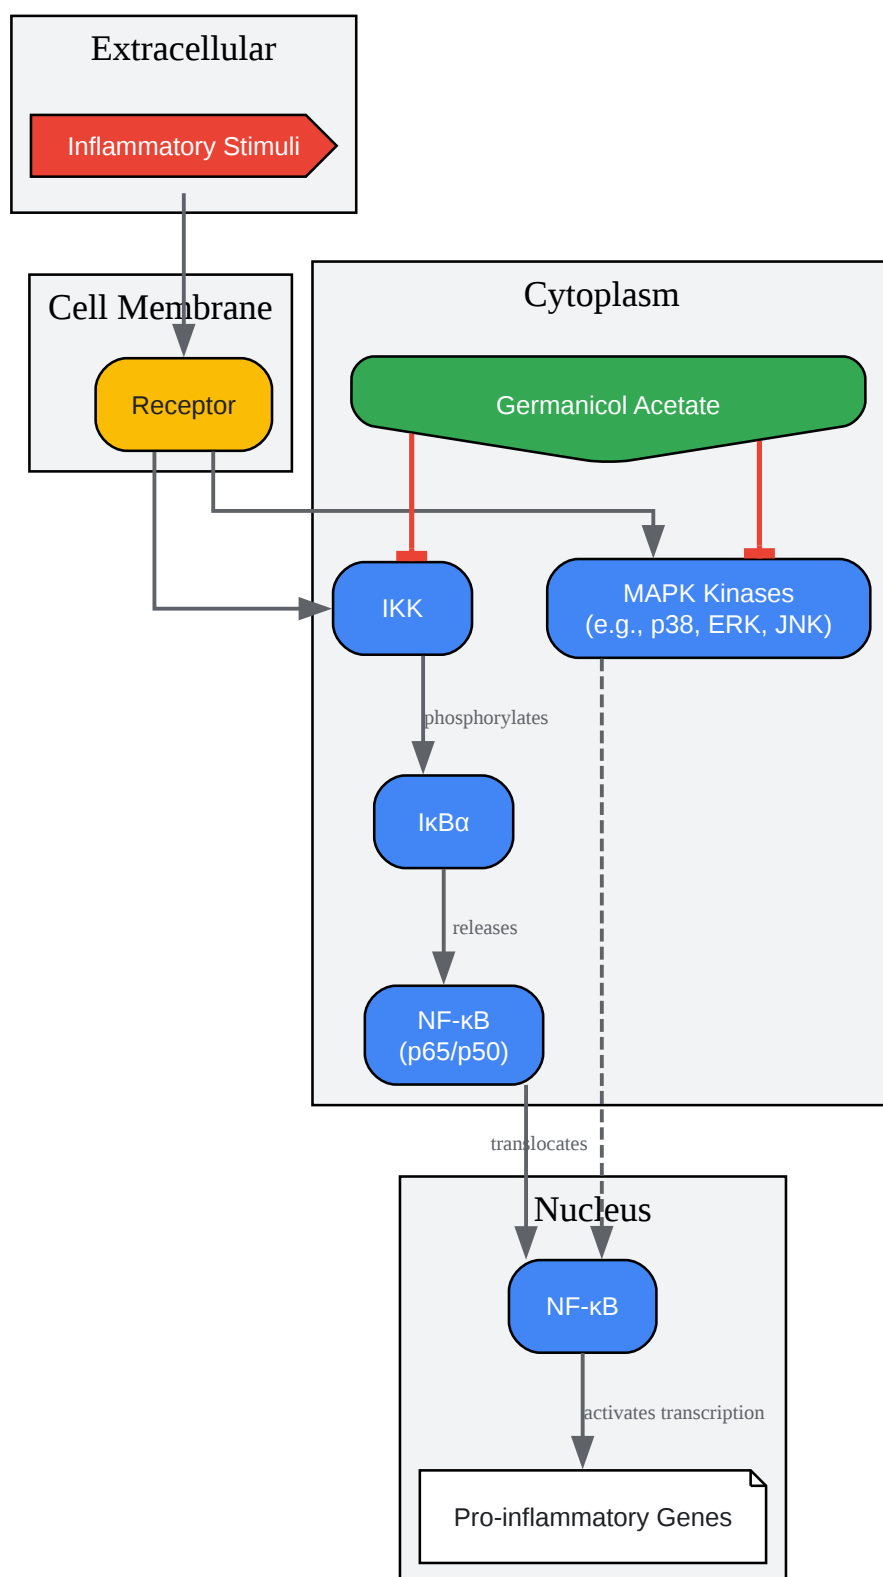 Extracellular
Inflammatory Stimuli
Cell Membrane
Receptor
Cytoplasm
Germanicol Acetate
IKK
MAPK Kinases
(e.g., p38, ERK, JNK)
phosphorylates
IκBα
releases
NF-κB
(p65/p50)
translocates
Nucleus
NF-κB
activates transcription
Pro-inflammatory Genes